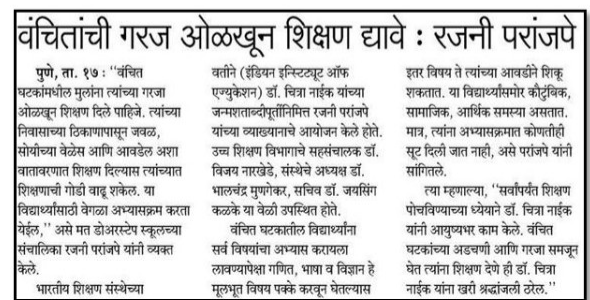 वंचितांची गरज ओळखून शिक्षण द्यावे : रजनी परांजपे
पुणे, ता. १७ : ‘‘वंचित
घटकांमधील मुलांना त्यांच्या गरजा
ओळखून शिक्षण दिले पाहिजे. त्यांच्या
निवासाच्या ठिकाणापासून जवळ,
सोयीच्या वेळेस आणि आवडेल अशा
वातावरणात शिक्षण दिल्यास त्यांच्यात
शिक्षणाची गोडी वाढू शकेल. या
विद्यार्थ्यांसाठी वेगळा अभ्यासक्रम करता
येईल,’’ असे मत डोअरस्टेप स्कूलच्या
संचालिका रजनी परांजपे यांनी व्यक्त
केले.
भारतीय शिक्षण संस्थेच्या
वतीने (इंडियन इन्स्टिट्यूट ऑफ
एज्युकेशन) डॉ. चित्रा नाईक यांच्या
जन्मशताब्दीपूर्तीनिमित्त रजनी परांजपे
यांच्या व्याख्यानाचे आयोजन केले होते.
उच्च शिक्षण विभागाचे सहसंचालक डॉ.
विजय नारखेडे, संस्थेचे अध्यक्ष डॉ.
भालचंद्र मुणगेकर, सचिव डॉ. जयसिंग
कळके या वेळी उपस्थित होते.
वंचित घटकातील विद्यार्थ्यांना
सर्व विषयांचा अभ्यास करायला
लावण्यापेक्षा गणित, भाषा व विज्ञान हे
मूलभूत विषय पक्के करवून घेतल्यास
इतर विषय ते त्यांच्या आवडीने शिकू
शकतात. या विद्यार्थ्यांसमोर कौटुंबिक,
सामाजिक, आर्थिक समस्या असतात.
मात्र, त्यांना अभ्यासक्रमात कोणतीही
सूट दिली जात नाही, असे परांजपे यांनी
सांगितले.
त्या म्हणाल्या, ‘‘सर्वांपर्यंत शिक्षण
पोचविण्याच्या ध्येयाने डॉ. चित्रा नाईक
यांनी आयुष्यभर काम केले. वंचित
घटकांच्या अडचणी आणि गरजा समजून
घेत त्यांना शिक्षण देणे ही डॉ. चित्रा
नाईक यांना खरी श्रद्धांजली ठरेल.’’